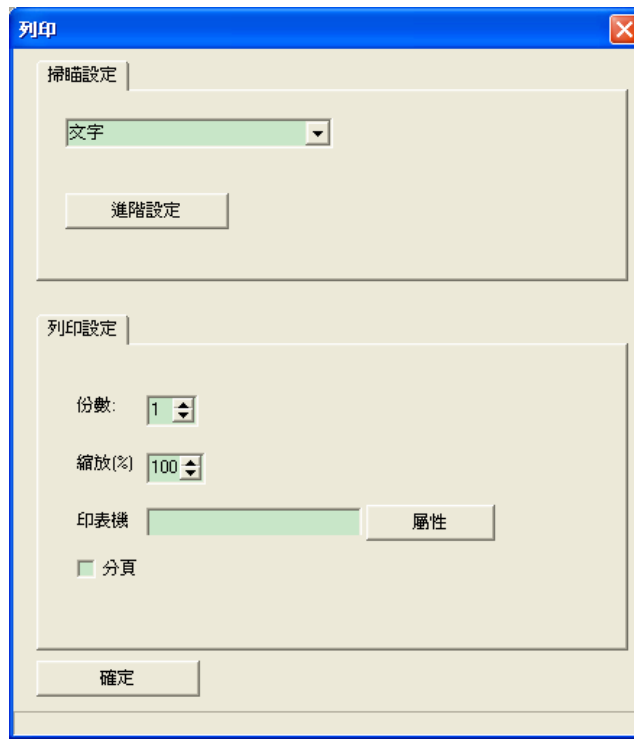 列印
掃瞄設定
文字
進階設定
列印設定
份數: 1
縮放(%) 100
印表機 屬性
分頁
確定